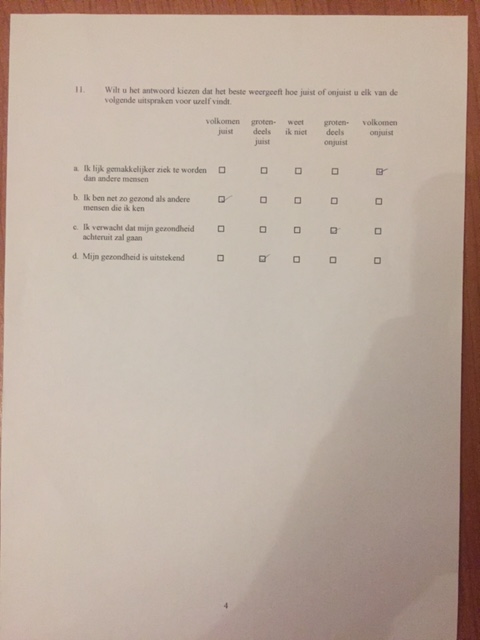 11. Wilt u het antwoord kiezen dat het beste weergeeft hoe juist of onjuist u elk van de
volgende uitspraken voor uzelf vindt.
volkomen groten- weet groten- volkomen
juist deels ik niet deels onjuist
juist onjuist
a. Ik lijk gemakkelijker ziek te worden
dan andere mensen
b. Ik ben net zo gezond als andere
mensen die ik ken
c. Ik verwacht dat mijn gezondheid
achteruit zal gaan
d. Mijn gezondheid is uitstekend
4